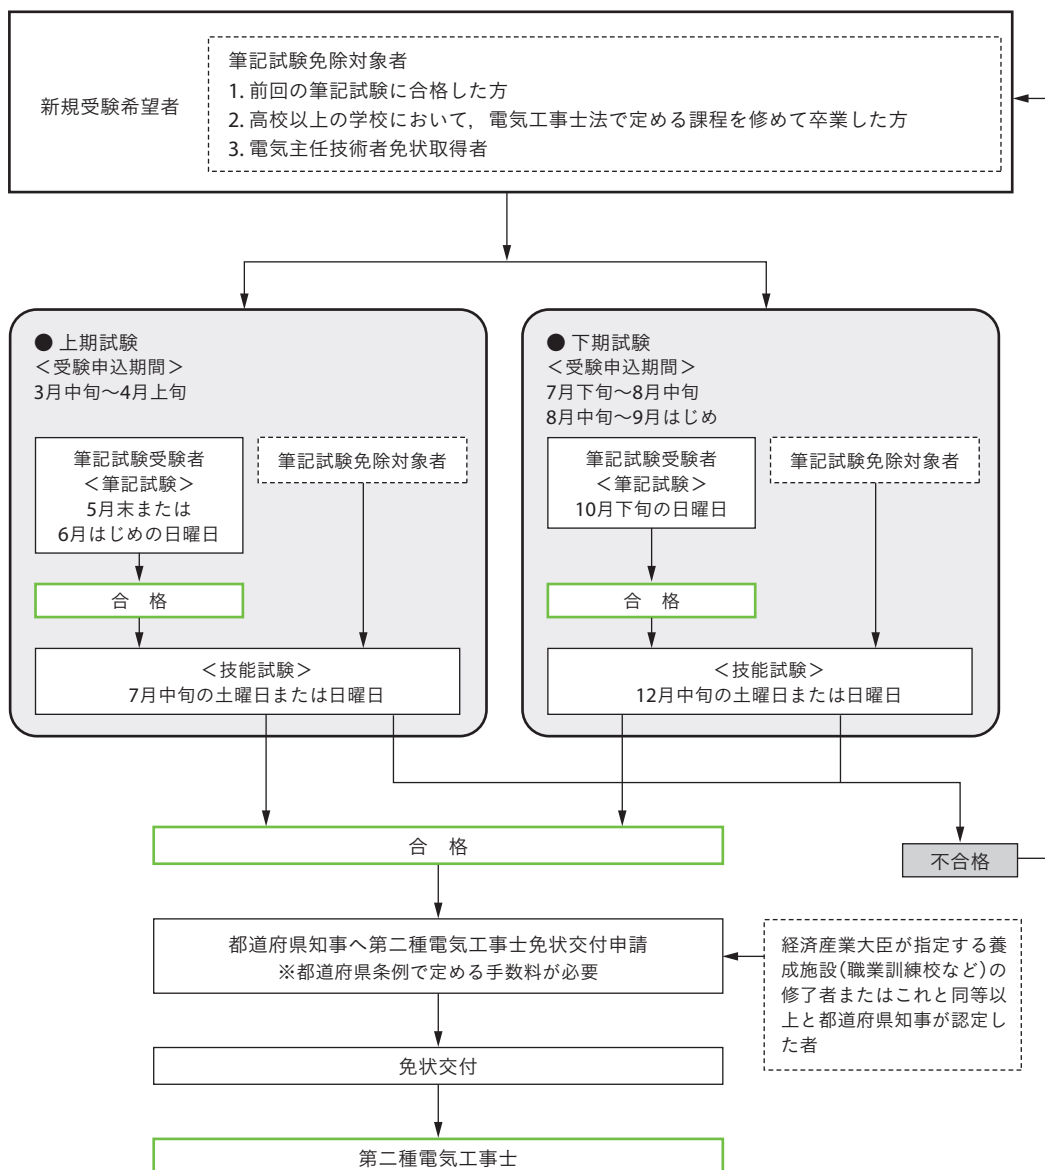 新規受験希望者
筆記試験免除対象者
1. 前回の筆記試験に合格した方
2. 高校以上の学校において，電気工事士法で定める課程を修めて卒業した方
3. 電気主任技術者免状取得者
● 上期試験
＜受験申込期間＞
3月中旬～4月上旬
筆記試験受験者
＜筆記試験＞
5月末または
6月はじめの日曜日
筆記試験免除対象者
合　格
＜技能試験＞
7月中旬の土曜日または日曜日
● 下期試験
＜受験申込期間＞
7月下旬～8月中旬
8月中旬～9月はじめ
筆記試験受験者
＜筆記試験＞
10月下旬の日曜日
筆記試験免除対象者
合　格
＜技能試験＞
12月中旬の土曜日または日曜日
合　格
不合格
都道府県知事へ第二種電気工事士免状交付申請
※都道府県条例で定める手数料が必要
経済産業大臣が指定する養
成施設（職業訓練校など）の
修了者またはこれと同等以
上と都道府県知事が認定し
た者
免状交付
第二種電気工事士